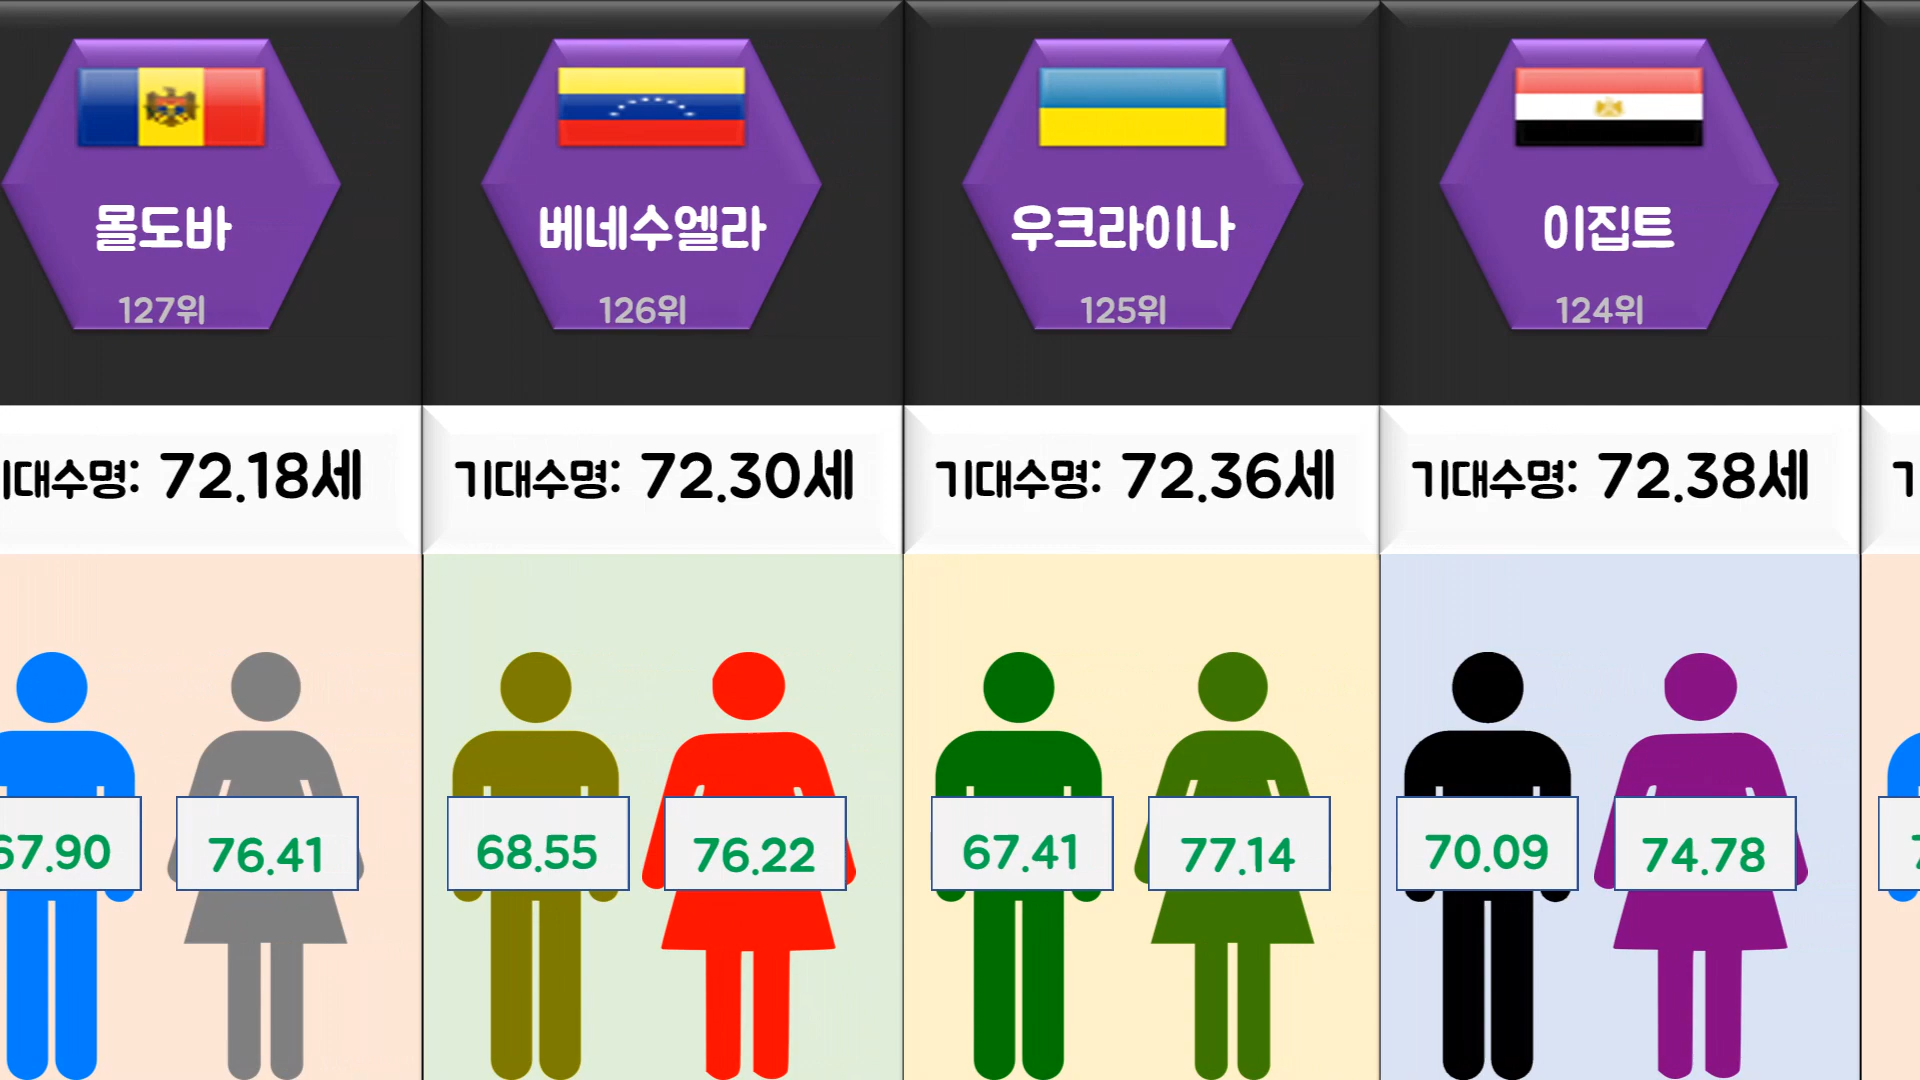 몰도바
127위
기대수명: 72.18세
67.90
76.41
베네수엘라
126위
기대수명: 72.30세
68.55
76.22
우크라이나
125위
기대수명: 72.36세
67.41
77.14
이집트
124위
기대수명: 72.38세
70.09
74.78